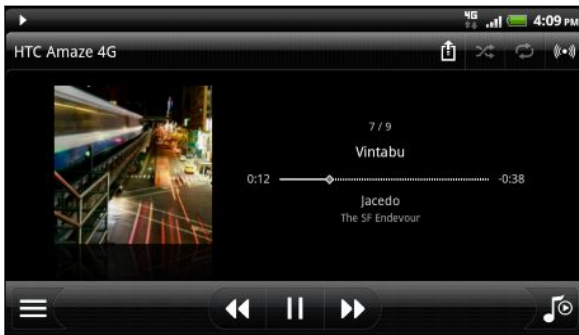 4G 4:09 PM
HTC Amaze 4G
7 / 9
Vintabu
0:12 -0:38
Jacedo
The SF Endevour